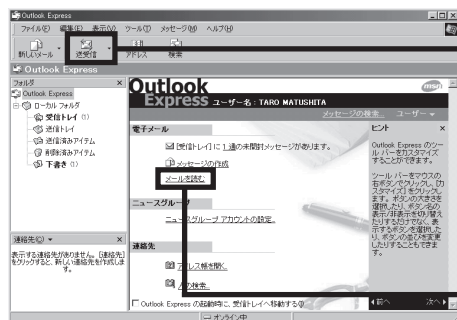 Outlook Express
ファイル(F) 編集(E) 表示(V) ツール(T) メッセージ(M) ヘルプ(H)
新しいメール 送受信 アドレス 検索
Outlook Express
フォルダ
Outlook Express
ローカル フォルダ
受信トレイ (1)
送信トレイ
送信済みアイテム
削除済みアイテム
下書き (1)
連絡先(C)
表示する連絡先がありません。[連絡先]
をクリックすると、新しい連絡先を作成しま
す。
Outlook
Express ユーザー名 : TARO MATUSHITA
msn
メッセージの検索... ユーザー
電子メール
[受信トレイ] に 1 通の未開封メッセージがあります。
メッセージの作成
メールを読む
ニュースグループ
ニュースグループ アカウントの設定...
連絡先
アドレス帳を開く...
人の検索...
Outlook Express の起動時に、受信トレイへ移動する(O)
ヒント
Outlook Express のツー
ル バーをカスタマイズ
することができます。
ツール バーをマウスの
右ボタンでクリックし、[カ
スタマイズ] をクリックし
ます。ボタンの大きさを
選択したり、ボタン名の
表示/非表示を切り替え
たりするだけでなく、表
示するボタンを選択し
たり、ボタンの並びを変更
したりすることもできま
す。
前へ 次へ
オンライン中